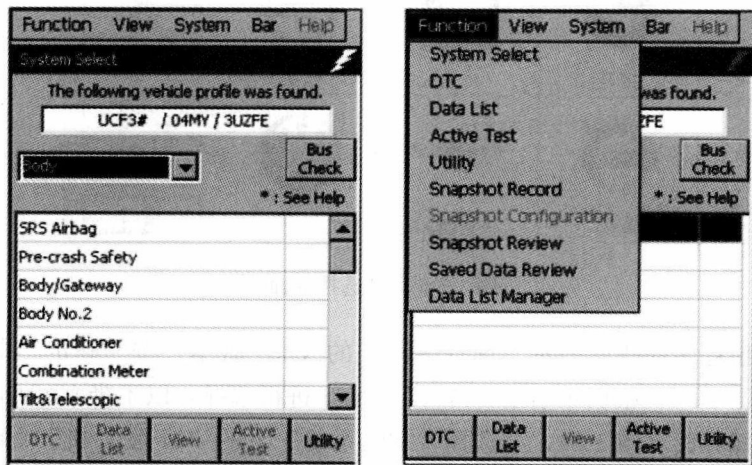 Function View System Bar Help
System Select
The following vehicle profile was found.
UCF3# / 04MY / 3UZFE
Body
Bus Check
* : See Help
SRS Airbag
Pre-crash Safety
Body/Gateway
Body No.2
Air Conditioner
Combination Meter
Tilt&Telescopic
DTC Data List View Active Test Utility
Function View System Bar Help
System Select
DTC
Data List
Active Test
Utility
Snapshot Record
Snapshot Configuration
Snapshot Review
Saved Data Review
Data List Manager
was found.
ZFE
Bus Check
* : See Help
DTC Data List View Active Test Utility